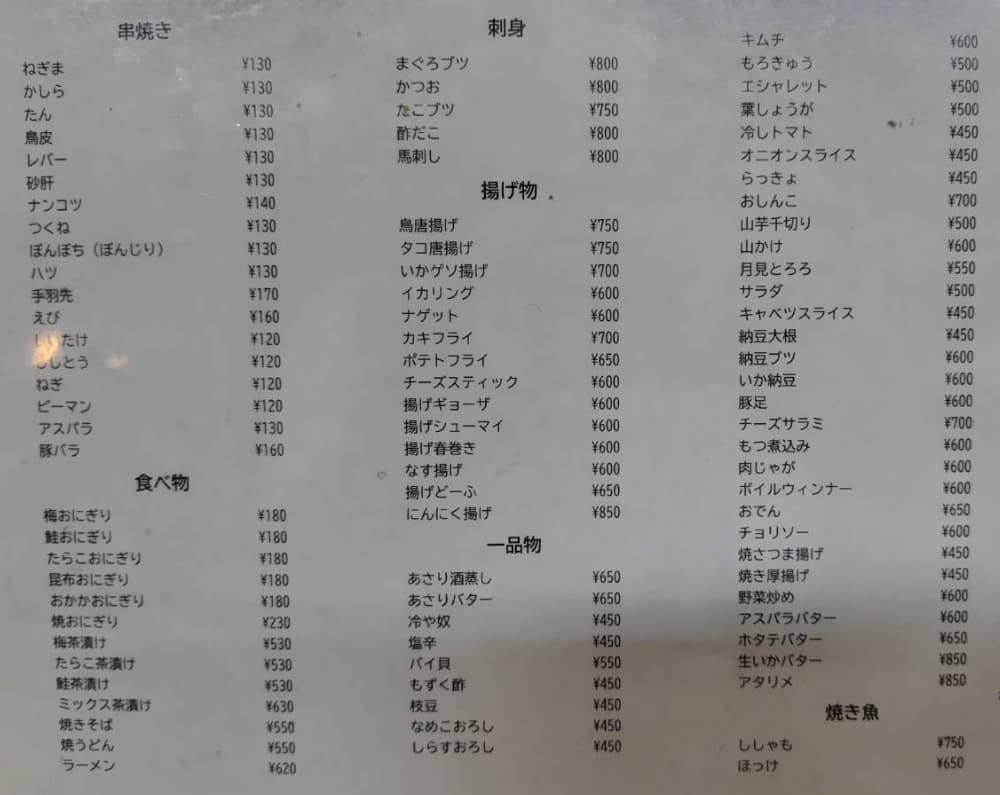 串焼き
ねぎま ¥130
かしら ¥130
たん ¥130
鳥皮 ¥130
レバー ¥130
砂肝 ¥130
ナンコツ ¥140
つくね ¥130
ぼんぼち（ぼんじり） ¥130
ハツ ¥130
手羽先 ¥170
えび ¥160
しいたけ ¥120
ししとう ¥120
ねぎ ¥120
ピーマン ¥120
アスパラ ¥130
豚バラ ¥160
食べ物
梅おにぎり ¥180
鮭おにぎり ¥180
たらこおにぎり ¥180
昆布おにぎり ¥180
おかかおにぎり ¥180
焼おにぎり ¥230
梅茶漬け ¥530
たらこ茶漬け ¥530
鮭茶漬け ¥530
ミックス茶漬け ¥630
焼きそば ¥550
焼うどん ¥550
ラーメン ¥620
刺身
まぐろブツ ¥800
かつお ¥800
たこブツ ¥750
酢だこ ¥800
馬刺し ¥800
揚げ物
鳥唐揚げ ¥750
タコ唐揚げ ¥750
いかゲソ揚げ ¥700
イカリング ¥600
ナゲット ¥600
カキフライ ¥700
ポテトフライ ¥650
チーズスティック ¥600
揚げギョーザ ¥600
揚げシューマイ ¥600
揚げ春巻き ¥600
なす揚げ ¥600
揚げどーふ ¥650
にんにく揚げ ¥850
一品物
あさり酒蒸し ¥650
あさりバター ¥650
冷や奴 ¥450
塩辛 ¥450
バイ貝 ¥550
もずく酢 ¥450
枝豆 ¥450
なめこおろし ¥450
しらすおろし ¥450
キムチ ¥600
もろきゅう ¥500
エシャレット ¥500
葉しょうが ¥500
冷しトマト ¥450
オニオンスライス ¥450
らっきょ ¥450
おしんこ ¥700
山芋千切り ¥500
山かけ ¥600
月見とろろ ¥550
サラダ ¥500
キャベツスライス ¥450
納豆大根 ¥450
納豆ブツ ¥600
いか納豆 ¥600
豚足 ¥600
チーズサラミ ¥700
もつ煮込み ¥600
肉じゃが ¥600
ボイルウィンナー ¥600
おでん ¥650
チョリソー ¥600
焼さつま揚げ ¥450
焼き厚揚げ ¥450
野菜炒め ¥600
アスパラバター ¥600
ホタテバター ¥650
生いかバター ¥850
アタリメ ¥850
焼き魚
ししゃも ¥750
ほっけ ¥650